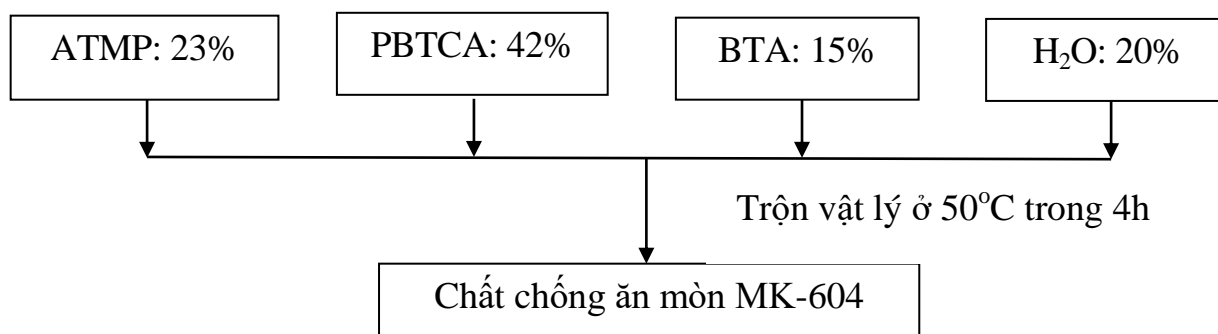 ATMP: 23%
PBTCA: 42%
BTA: 15%
H₂O: 20%
Trộn vật lý ở 50°C trong 4h
Chất chống ăn mòn MK-604